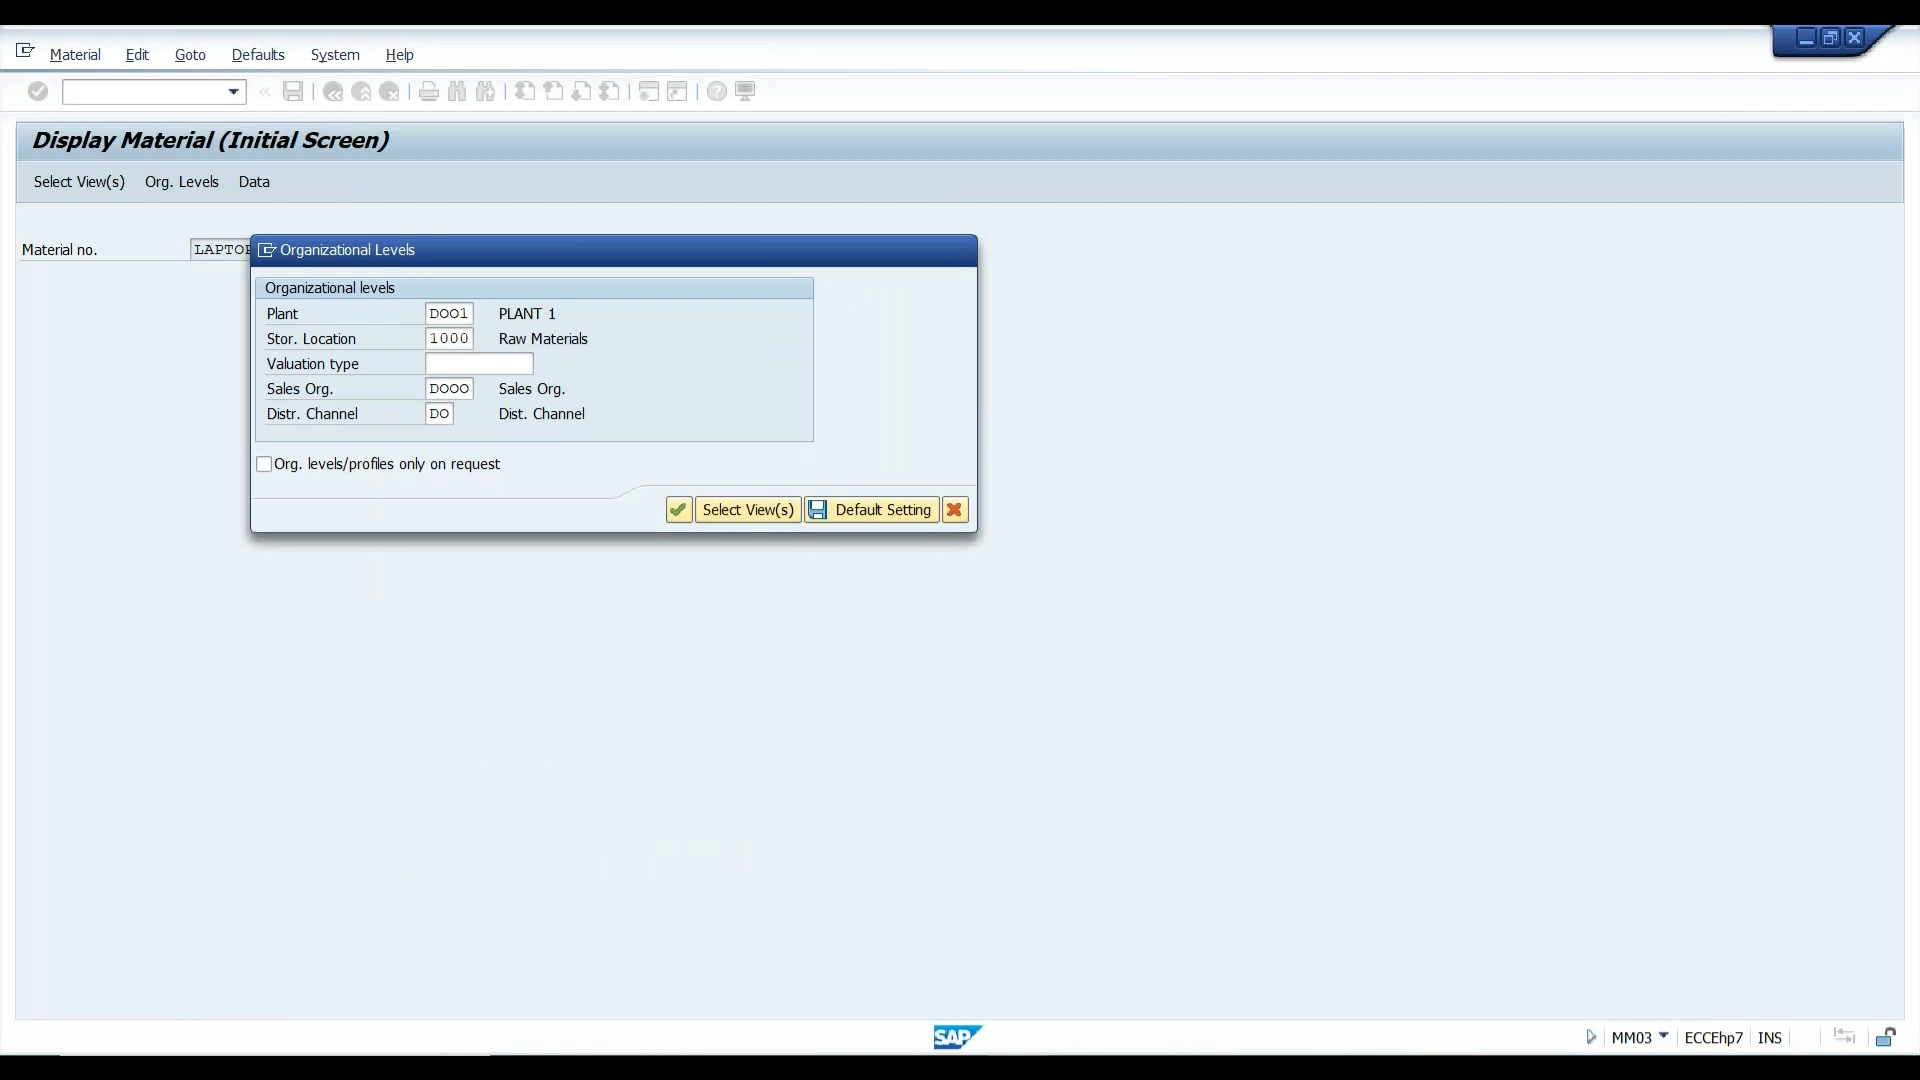 Material Edit Goto Defaults System Help
Display Material (Initial Screen)
Select View(s) Org. Levels Data
Material no. LAPTOP
Organizational Levels
Organizational levels
Plant DOO1 PLANT 1
Stor. Location 1000 Raw Materials
Valuation type
Sales Org. DOOO Sales Org.
Distr. Channel DO Dist. Channel
Org. levels/profiles only on request
Select View(s) Default Setting
SAP
MM03 ECCEhp7 INS